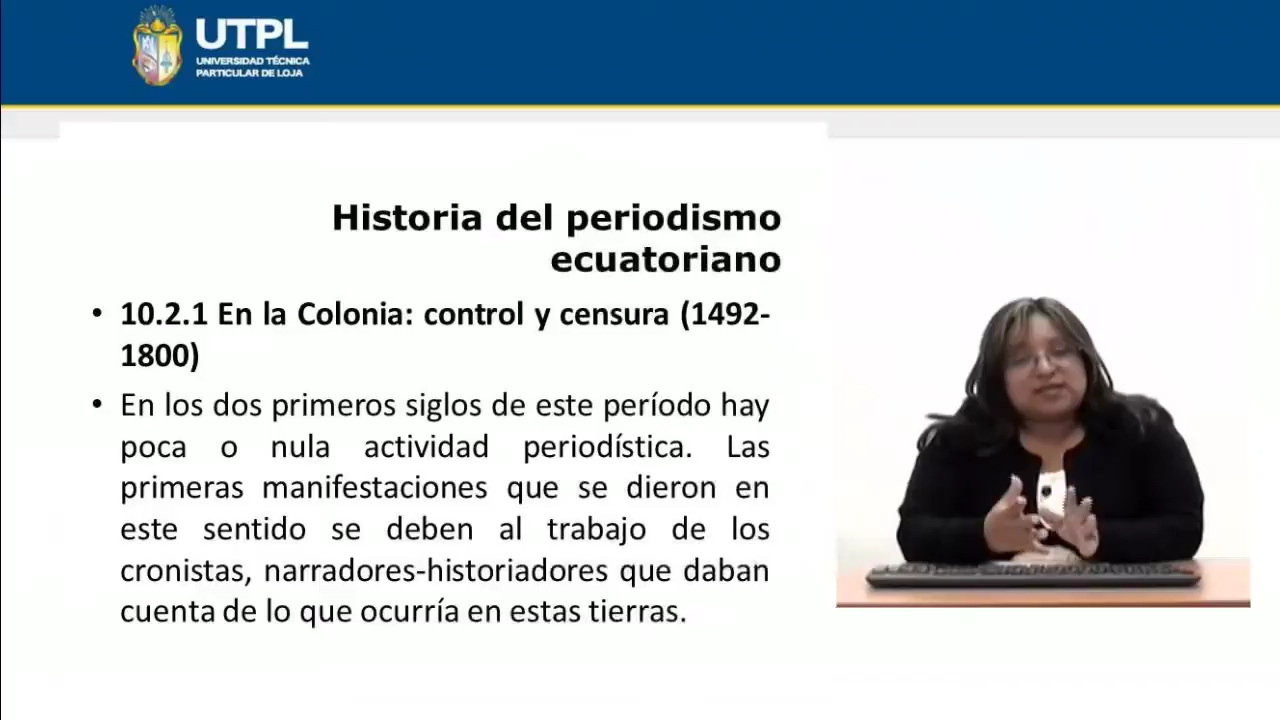 UTPL
UNIVERSIDAD TÉCNICA
PARTICULAR DE LOJA
Historia del periodismo
ecuatoriano
• 10.2.1 En la Colonia: control y censura (1492-
1800)
• En los dos primeros siglos de este período hay
poca o nula actividad periodística. Las
primeras manifestaciones que se dieron en
este sentido se deben al trabajo de los
cronistas, narradores-historiadores que daban
cuenta de lo que ocurría en estas tierras.